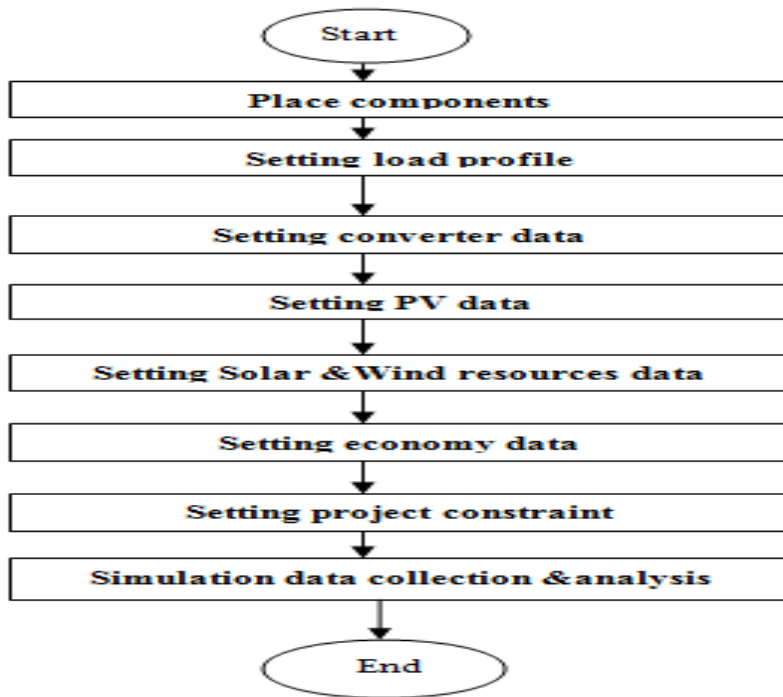 Start
Place components
Setting load profile
Setting converter data
Setting PV data
Setting Solar &Wind resources data
Setting economy data
Setting project constraint
Simulation data collection &analysis
End